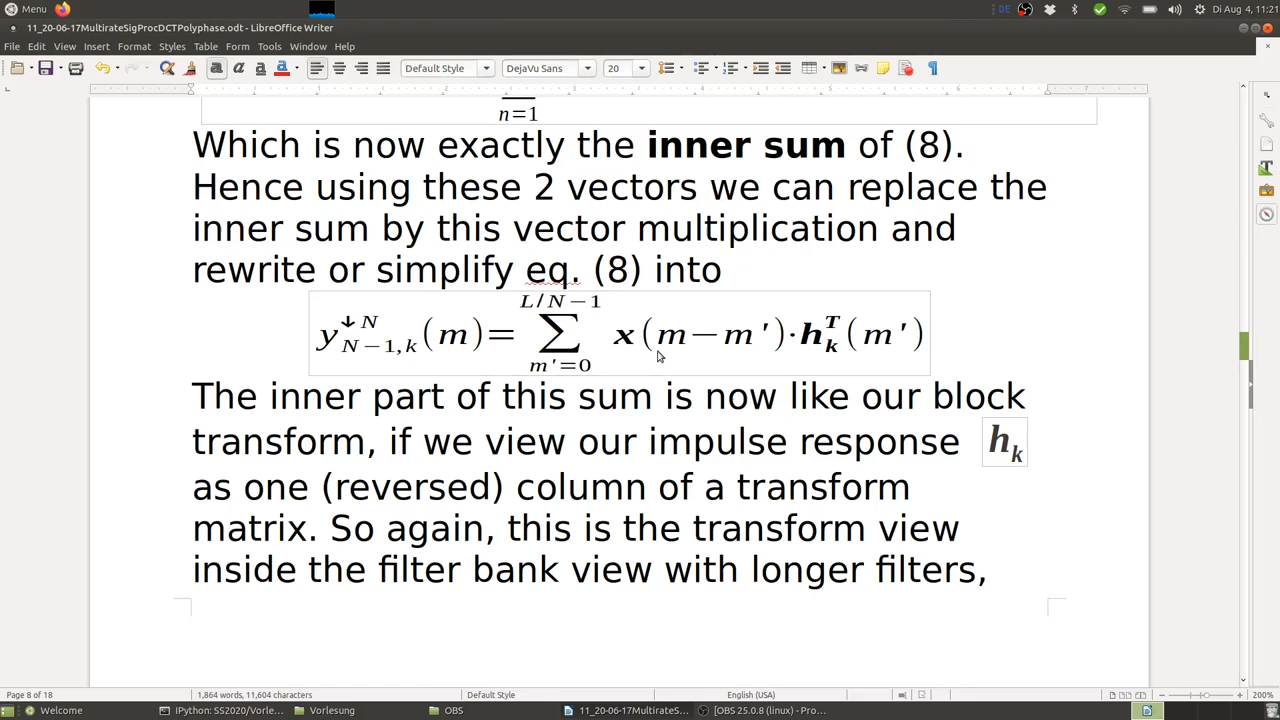 Menu DE Di Aug 4, 11:21
11_20-06-17MultirateSigProcDCTPolyphase.odt - LibreOffice Writer
File Edit View Insert Format Styles Table Form Tools Window Help
Default Style DejaVu Sans 20
n=1
Which is now exactly the inner sum of (8).
Hence using these 2 vectors we can replace the
inner sum by this vector multiplication and
rewrite or simplify eq. (8) into
y^{↓N}_{N−1,k}(m)=∑_{m'=0}^{L/N−1} x(m−m')·h_k^T(m')
The inner part of this sum is now like our block
transform, if we view our impulse response h_k
as one (reversed) column of a transform
matrix. So again, this is the transform view
inside the filter bank view with longer filters,
Page 8 of 18 1,864 words, 11,604 characters Default Style English (USA) 200%
Welcome IPython: SS2020/Vorle... Vorlesung OBS 11_20-06-17MultirateS... [OBS 25.0.8 (linux) - Pro...